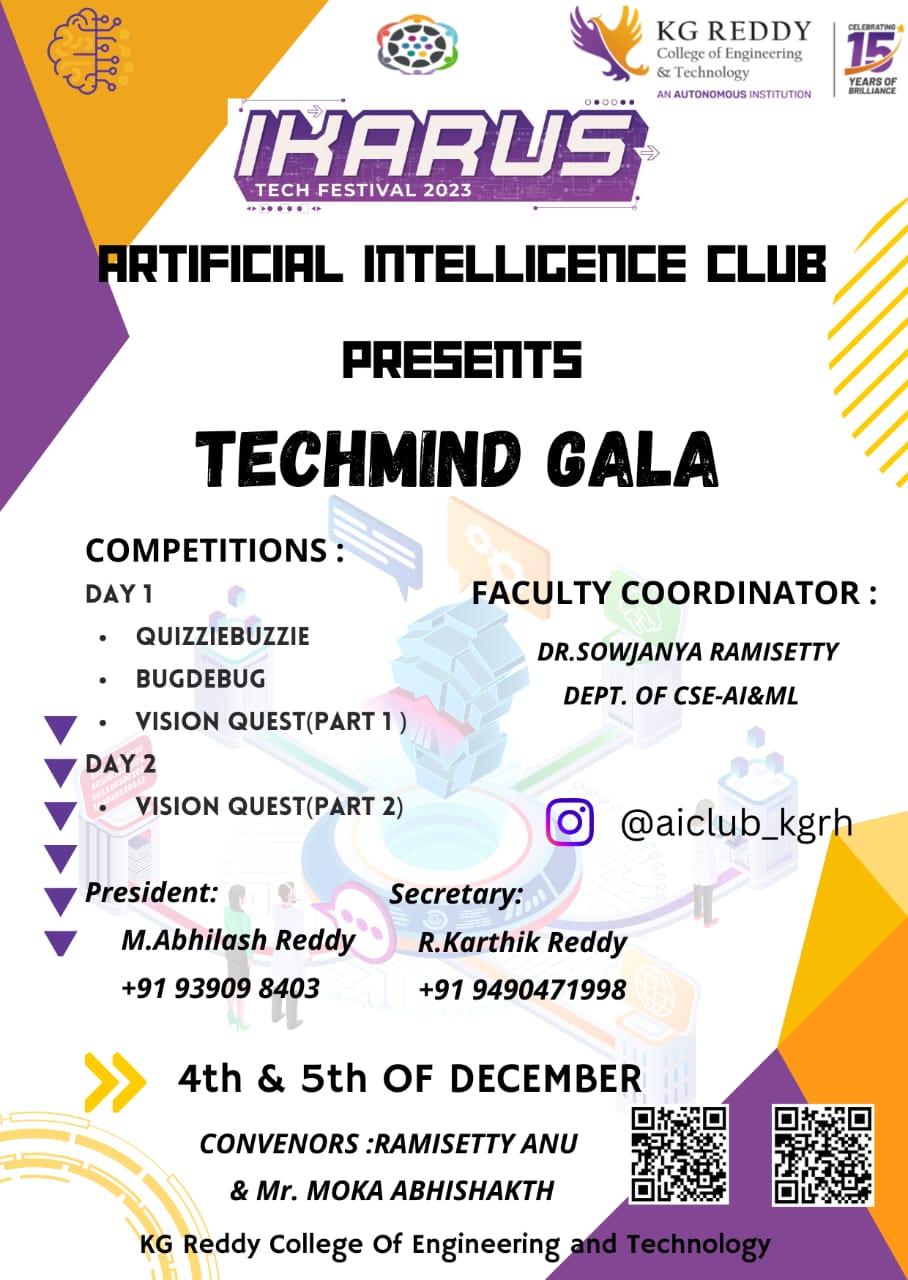 KG REDDY
College of Engineering
& Technology
AN AUTONOMOUS INSTITUTION
CELEBRATING
15
YEARS OF
BRILLIANCE
IKARUS
TECH FESTIVAL 2023
ARTIFICIAL INTELLIGENCE CLUB
PRESENTS
TECHMIND GALA
COMPETITIONS :
DAY 1
• QUIZZIEBUZZIE
• BUGDEBUG
• VISION QUEST(PART 1 )
DAY 2
• VISION QUEST(PART 2)
FACULTY COORDINATOR :
DR.SOWJANYA RAMISETTY
DEPT. OF CSE-AI&ML
@aiclub_kgrh
President:
M.Abhilash Reddy
+91 93909 8403
Secretary:
R.Karthik Reddy
+91 9490471998
4th & 5th OF DECEMBER
CONVENORS :RAMISETTY ANU
& Mr. MOKA ABHISHAKTH
KG Reddy College Of Engineering and Technology